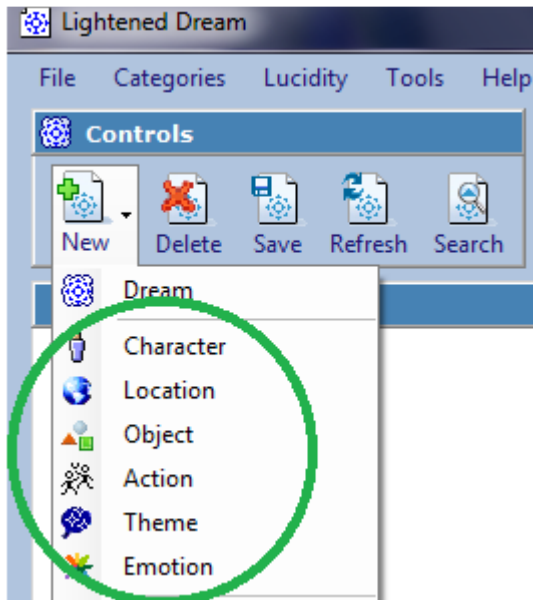 Lightened Dream
File Categories Lucidity Tools Help
Controls
New Delete Save Refresh Search
Dream
Character
Location
Object
Action
Theme
Emotion